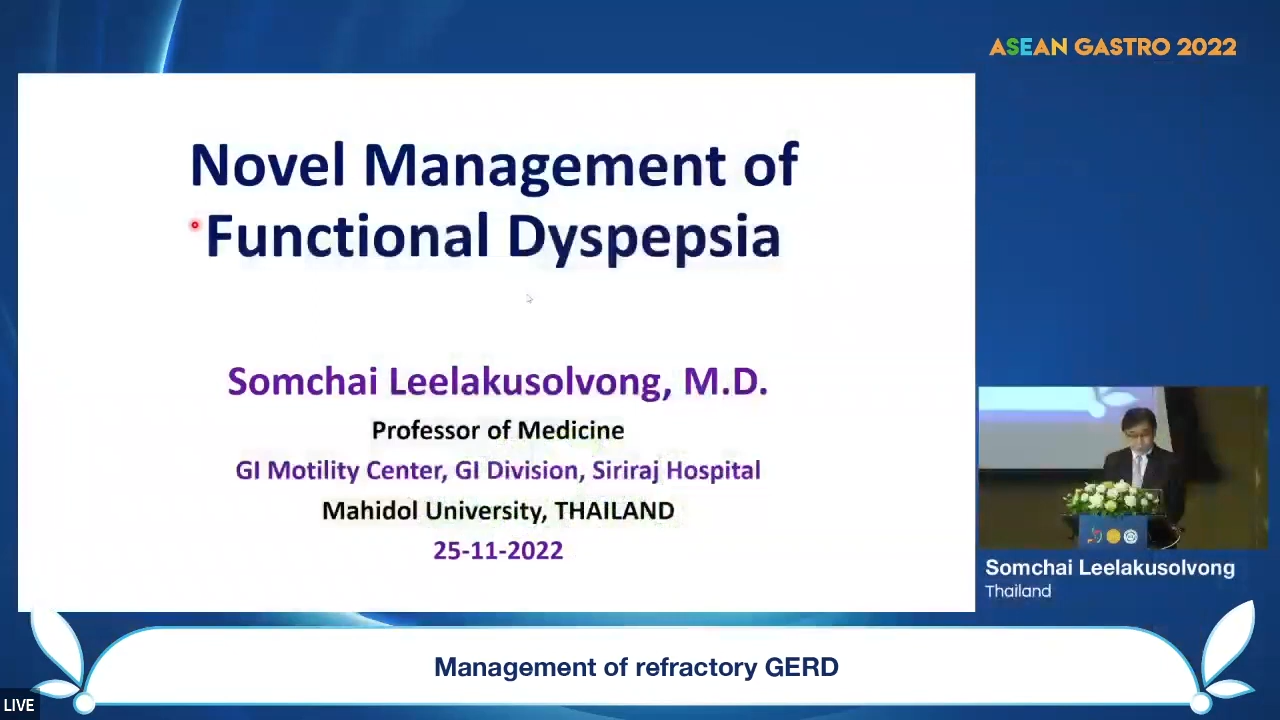 ASEAN GASTRO 2022
Novel Management of
Functional Dyspepsia
Somchai Leelakusolvong, M.D.
Professor of Medicine
GI Motility Center, GI Division, Siriraj Hospital
Mahidol University, THAILAND
25-11-2022
Somchai Leelakusolvong
Thailand
Management of refractory GERD
LIVE